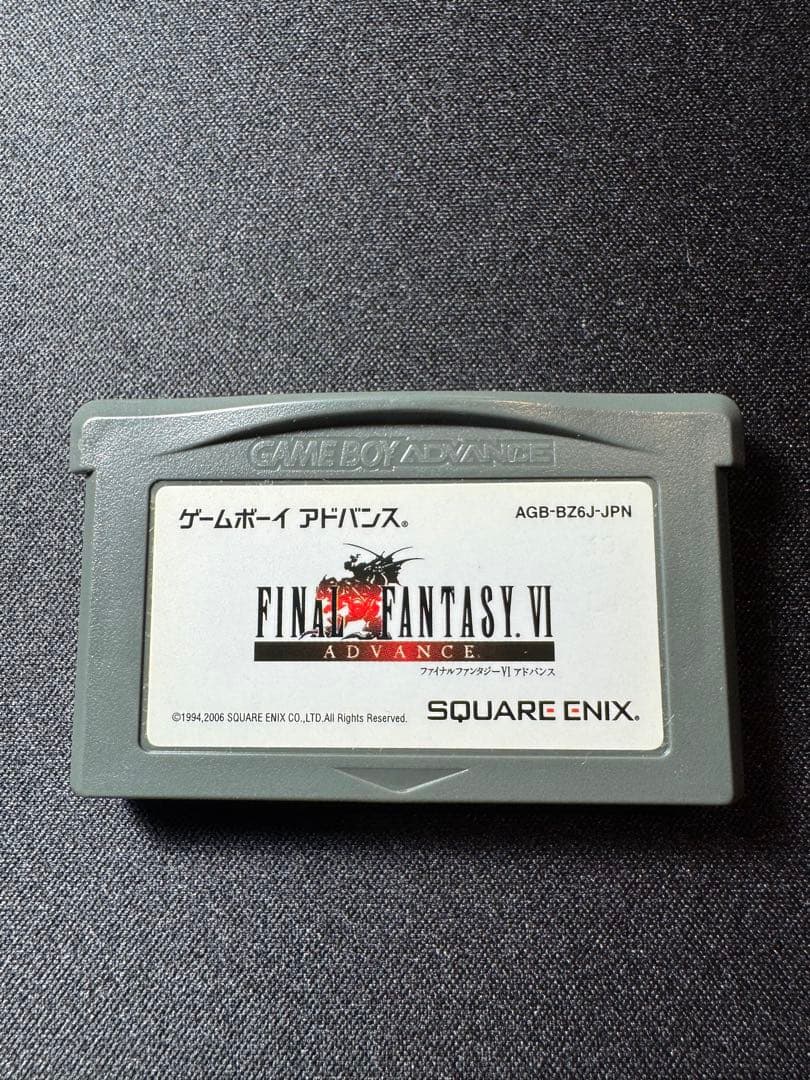 GAME BOY ADVANCE
ゲームボーイ アドバンス®
AGB-BZ6J-JPN
FINAL FANTASY. VI
ADVANCE
ファイナルファンタジーVI アドバンス
©1994,2006 SQUARE ENIX CO.,LTD.All Rights Reserved.
SQUARE ENIX®